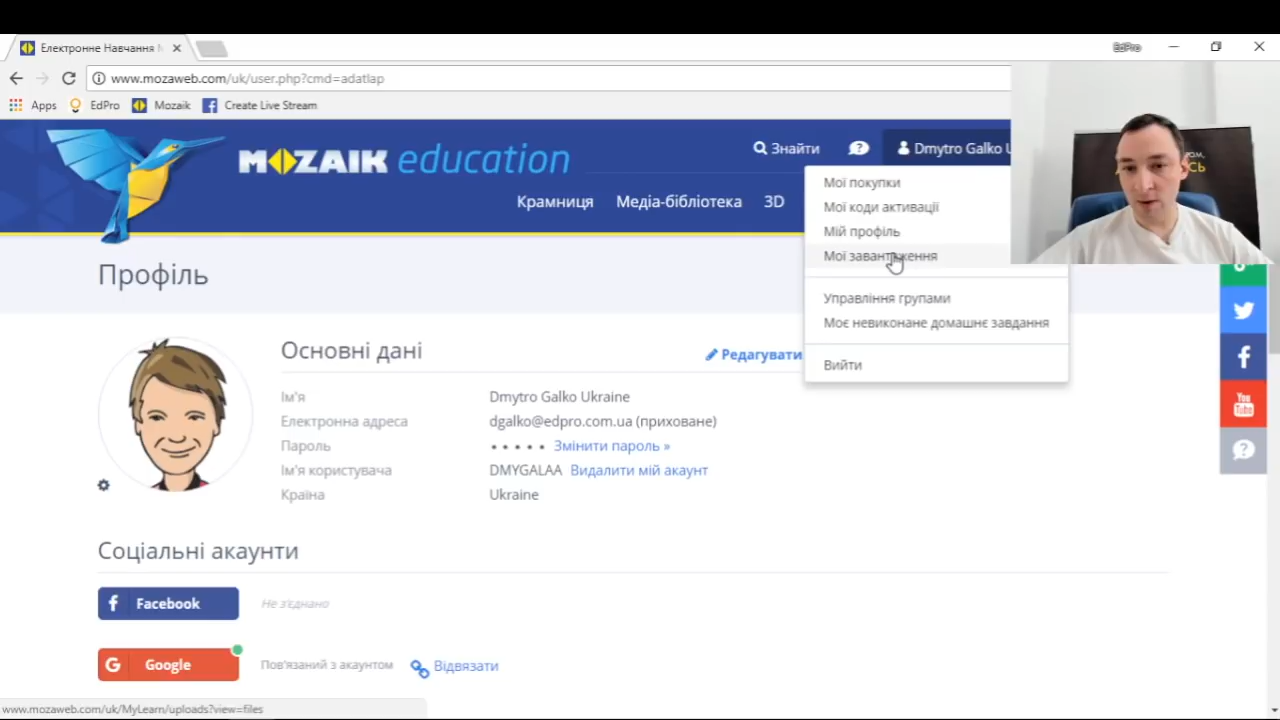 Електронне Навчання
EdPro
www.mozaweb.com/uk/user.php?cmd=adatlap
Apps EdPro Mozaik Create Live Stream
MOZAIK education
Знайти
Dmytro Galko U
Крамниця Медіа-бібліотека 3D
Мої покупки
Мої коди активації
Мій профіль
Мої завантаження
Управління групами
Моє невиконане домашнє завдання
Вийти
Профіль
Основні дані
Редагувати
Ім'я Dmytro Galko Ukraine
Електронна адреса dgalko@edpro.com.ua (приховане)
Пароль • • • • • Змінити пароль »
Ім'я користувача DMYGALAA Видалити мій акаунт
Країна Ukraine
Соціальні акаунти
Facebook Не з'єднано
Google Пов'язаний з акаунтом Відвязати
You Tube
www.mozaweb.com/uk/MyLearn/uploads?view=files